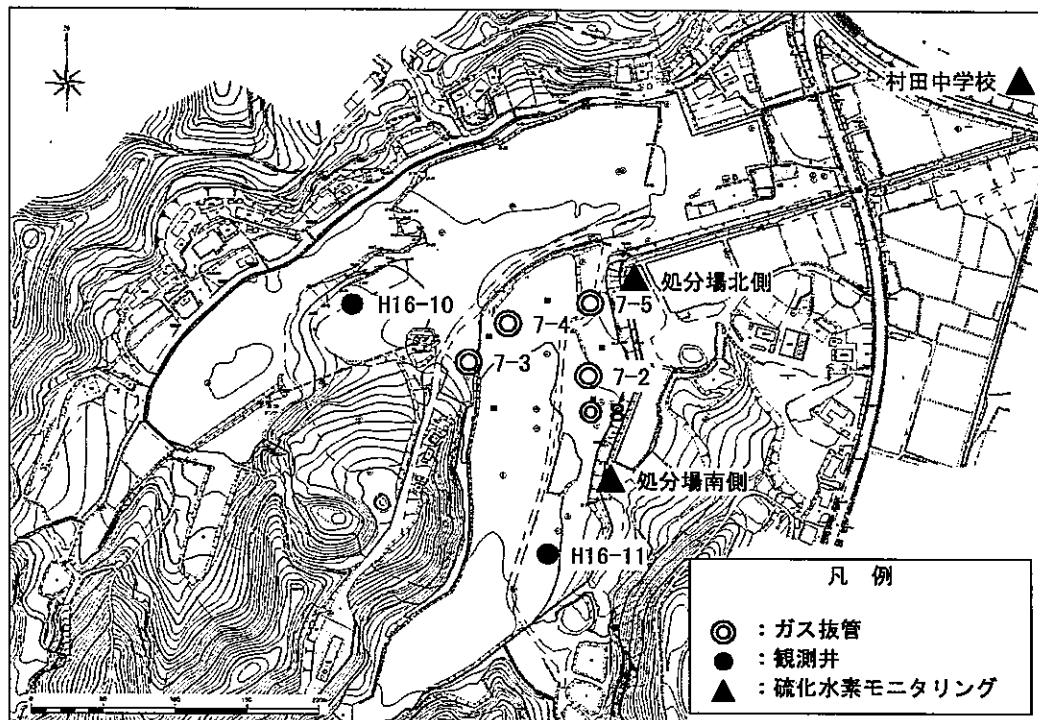 村田中学校
処分場北側
H16-10
7-5
7-4
7-3
7-2
8
処分場南側
H16-11
凡 例
：ガス抜管
：観測井
：硫化水素モニタリング